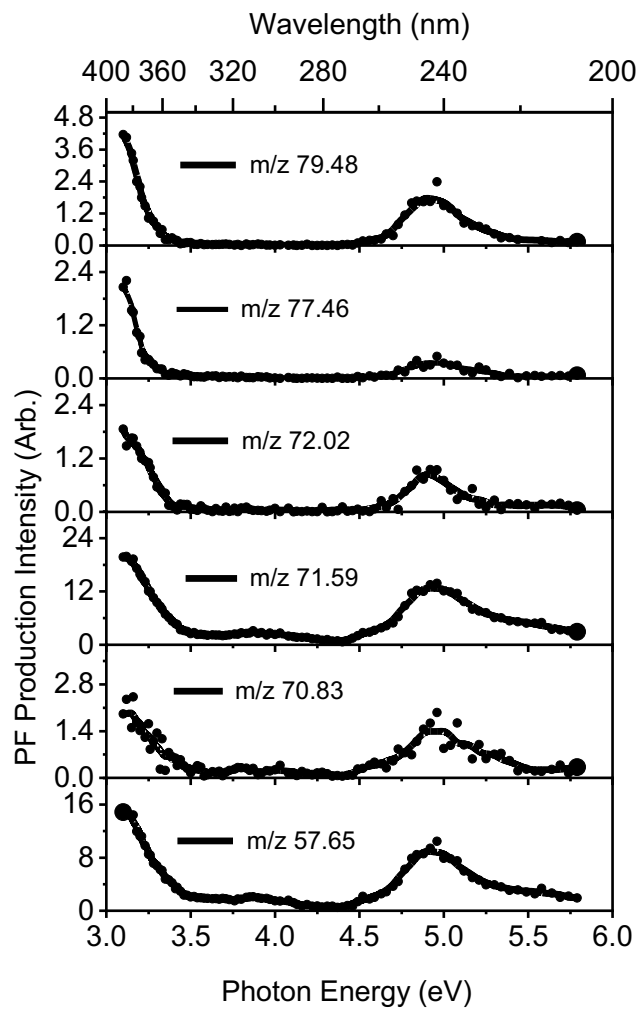 Wavelength (nm)
400 360 320 280 240 200
4.8
3.6
2.4
1.2
0.0
m/z 79.48
2.4
1.2
0.0
m/z 77.46
2.4
1.2
0.0
m/z 72.02
24
12
0
m/z 71.59
2.8
1.4
0.0
m/z 70.83
16
8
0
m/z 57.65
PF Production Intensity (Arb.)
3.0 3.5 4.0 4.5 5.0 5.5 6.0
Photon Energy (eV)